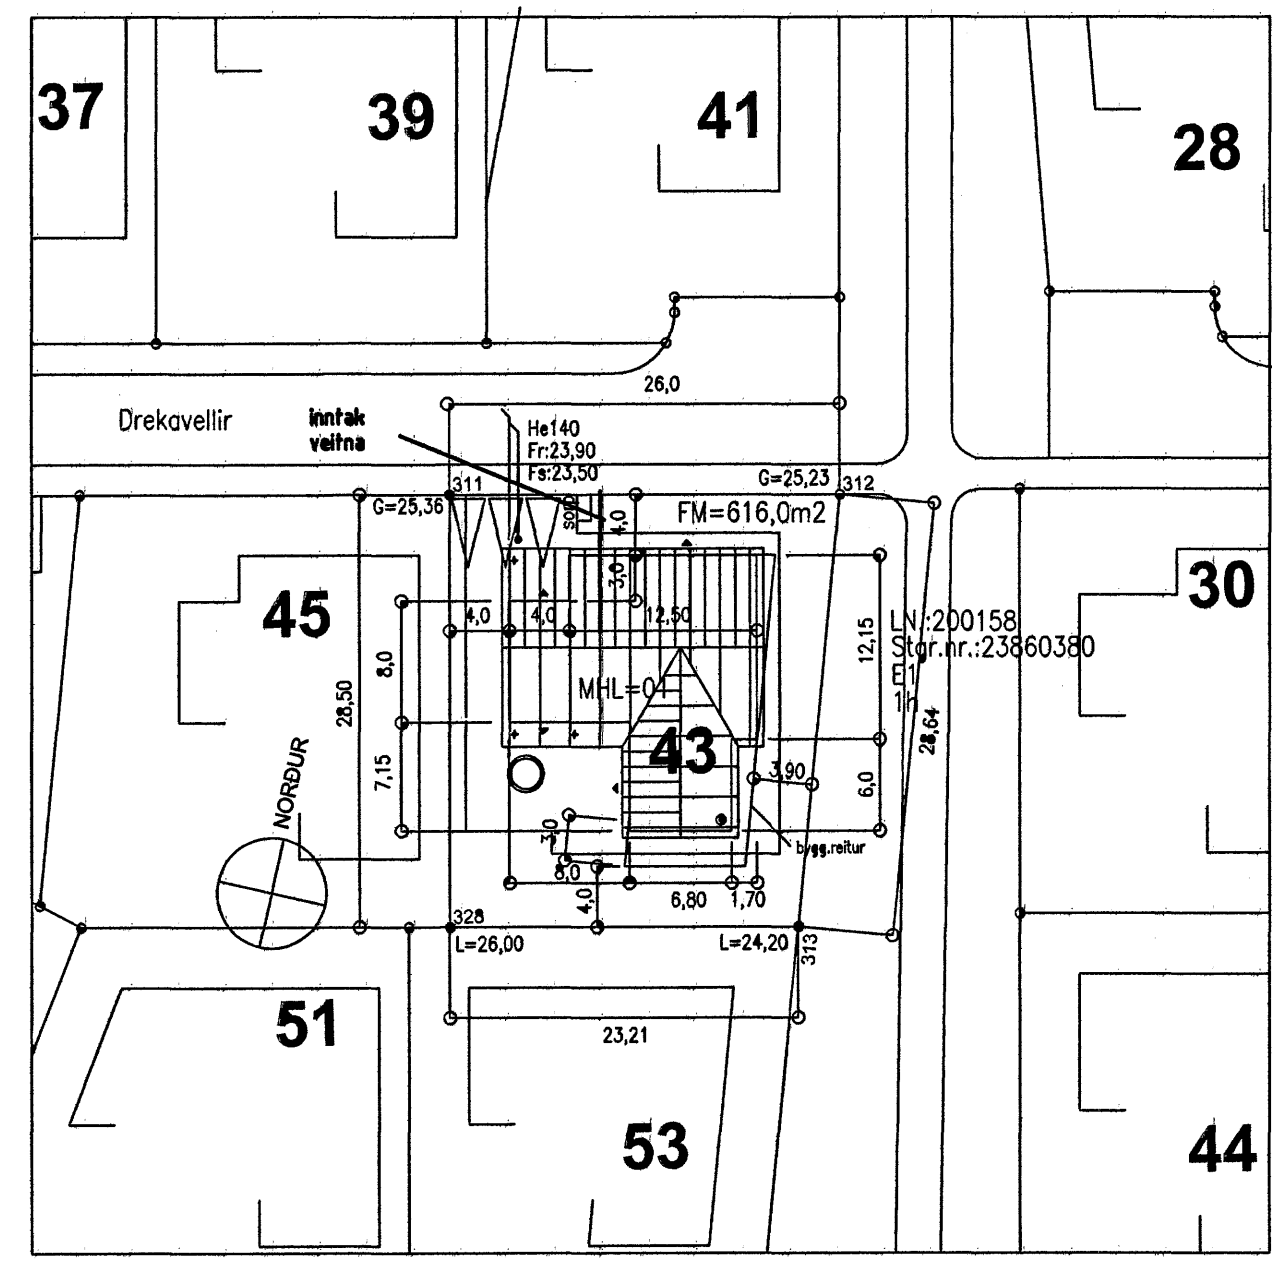 37
39
41
28
26,0
Drekavellir
inntak
veitna
He140
Fr:23,90
Fs:23,50
311
G=25,36
G=25,23
312
sorp
4,0
FM=616,0m2
45
30
3,0
4,0
4,0
12,50
12,15
LN.:200158
Stgr.nr.:23860380
E1
1h
8,0
28,50
MHL=01
43
28,64
NORÐUR
7,15
3,90
6,0
3,0
bygg.reitur
8,0
4,0
6,80
1,70
328
L=26,00
L=24,20
313
51
23,21
53
44